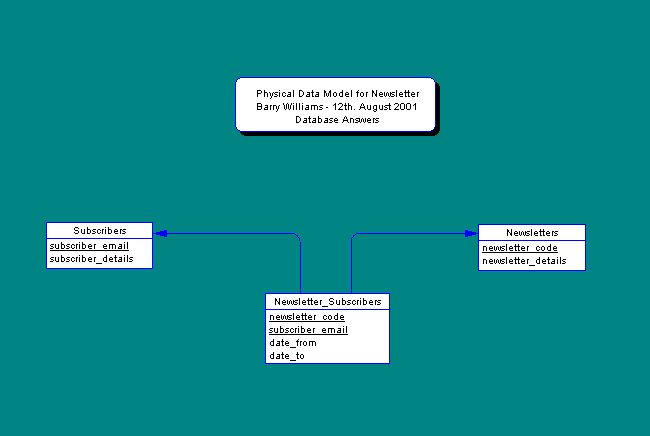 Physical Data Model for Newsletter
Barry Williams - 12th. August 2001
Database Answers
Subscribers
subscriber_email
subscriber_details
Newsletters
newsletter_code
newsletter_details
Newsletter_Subscribers
newsletter_code
subscriber_email
date_from
date_to